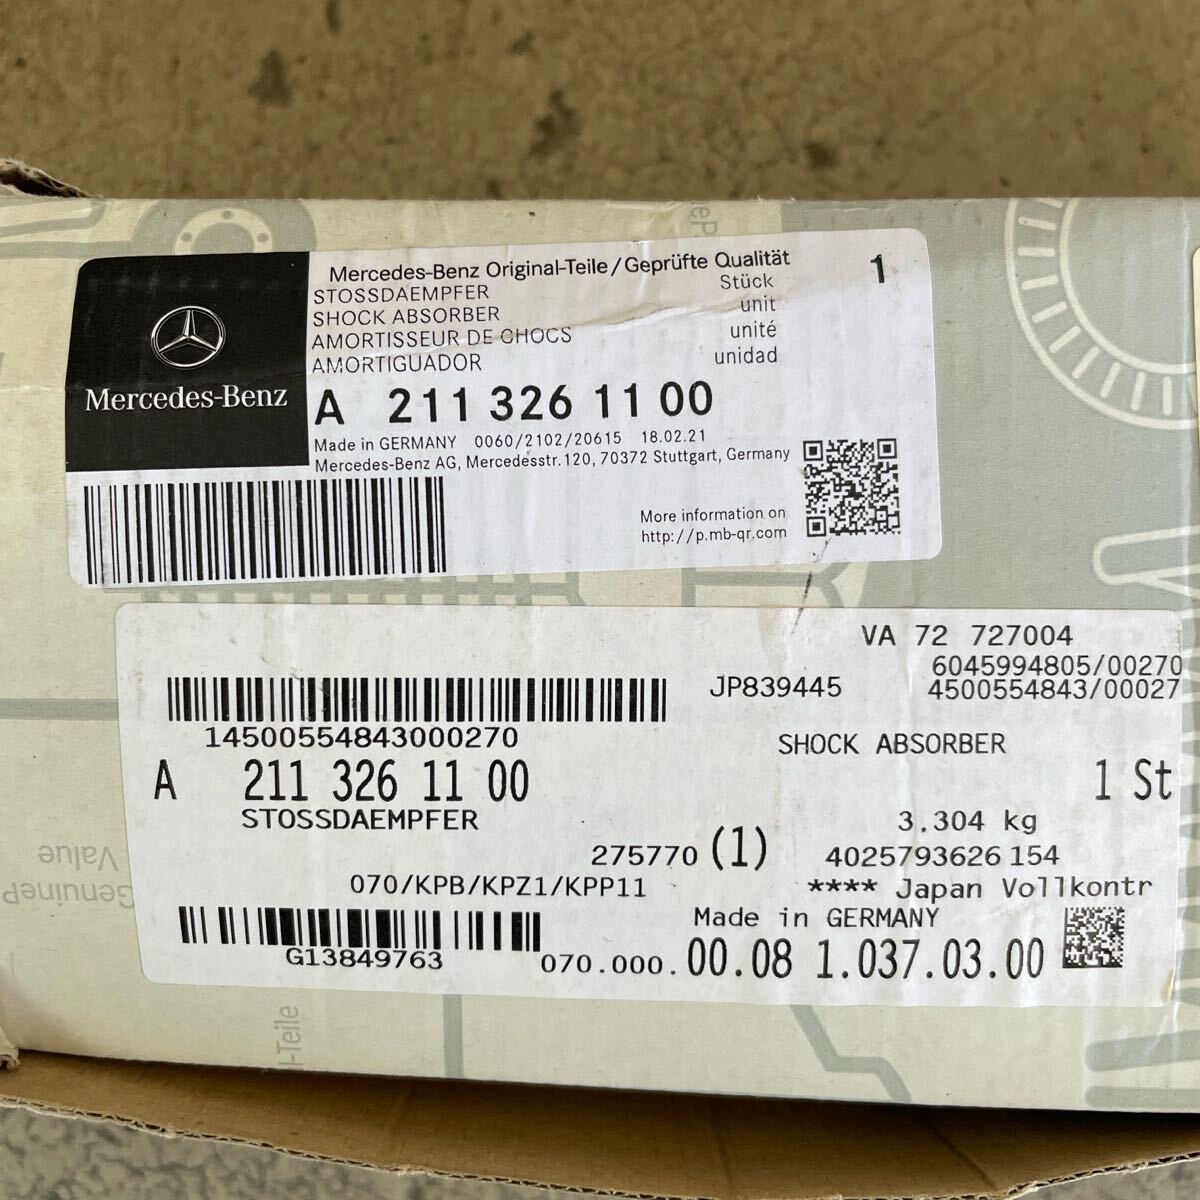 Mercedes-Benz
Mercedes-Benz Original-Teile/Geprüfte Qualität
STOSSDAEMPFER
Stück
1
SHOCK ABSORBER
unit
AMORTISSEUR DE CHOCS
unité
AMORTIGUADOR
unidad
A 211 326 11 00
Made in GERMANY 0060/2102/20615 18.02.21
Mercedes-Benz AG, Mercedesstr. 120, 70372 Stuttgart, Germany
More information on
http://p.mb-qr.com
VA 72 727004
6045994805/00270
JP839445
4500554843/00027
14500554843000270
SHOCK ABSORBER
A 211 326 11 00
1 St
STOSSDAEMPFER
3.304 kg
275770 (1)
4025793626154
070/KPB/KPZ1/KPP11
**** Japan Vollkontr
Made in GERMANY
G13849763
070.000.00.08 1.037.03.00
Value
GenuineP
l-Teile
eP